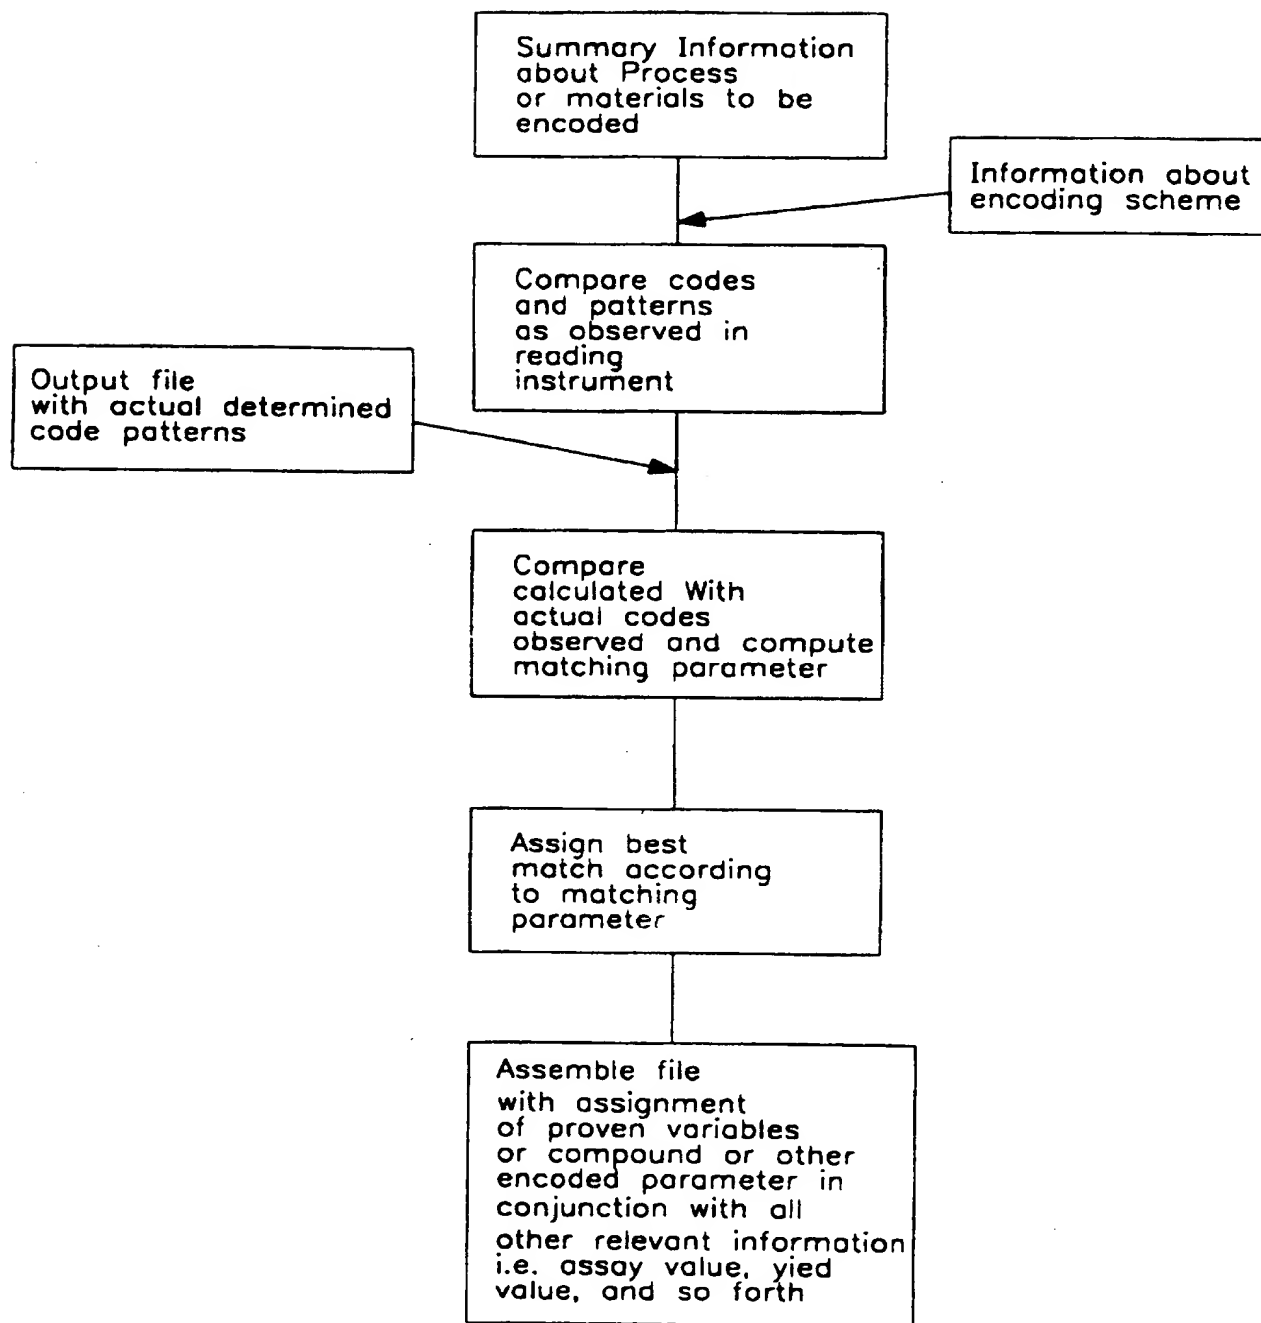 Summary Information
about Process
or materials to be
encoded
Information about
encoding scheme
Compare codes
and patterns
as observed in
reading
instrument
Output file
with actual determined
code patterns
Compare
calculated With
actual codes
observed and compute
matching parameter
Assign best
match according
to matching
parameter
Assemble file
with assignment
of proven variables
or compound or other
encoded parameter in
conjunction with all
other relevant information
i.e. assay value, yied
value, and so forth